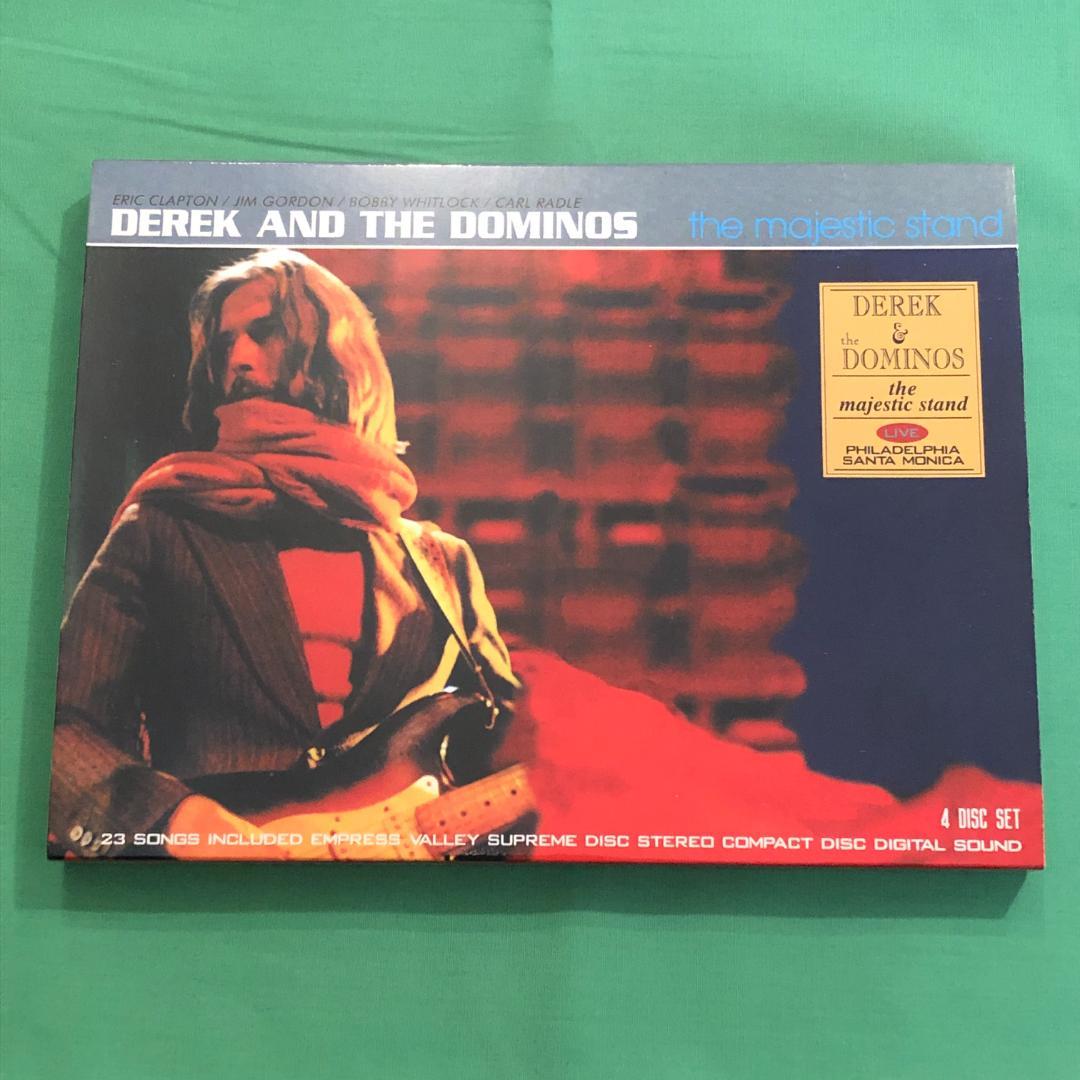 ERIC CLAPTON / JIM GORDON / BOBBY WHITLOCK / CARL RADLE
DEREK AND THE DOMINOS
the majestic stand
DEREK
&
the
DOMINOS
the
majestic stand
LIVE
PHILADELPHIA
SANTA MONICA
4 DISC SET
23 SONGS INCLUDED EMPRESS VALLEY SUPREME DISC STEREO COMPACT DISC DIGITAL SOUND